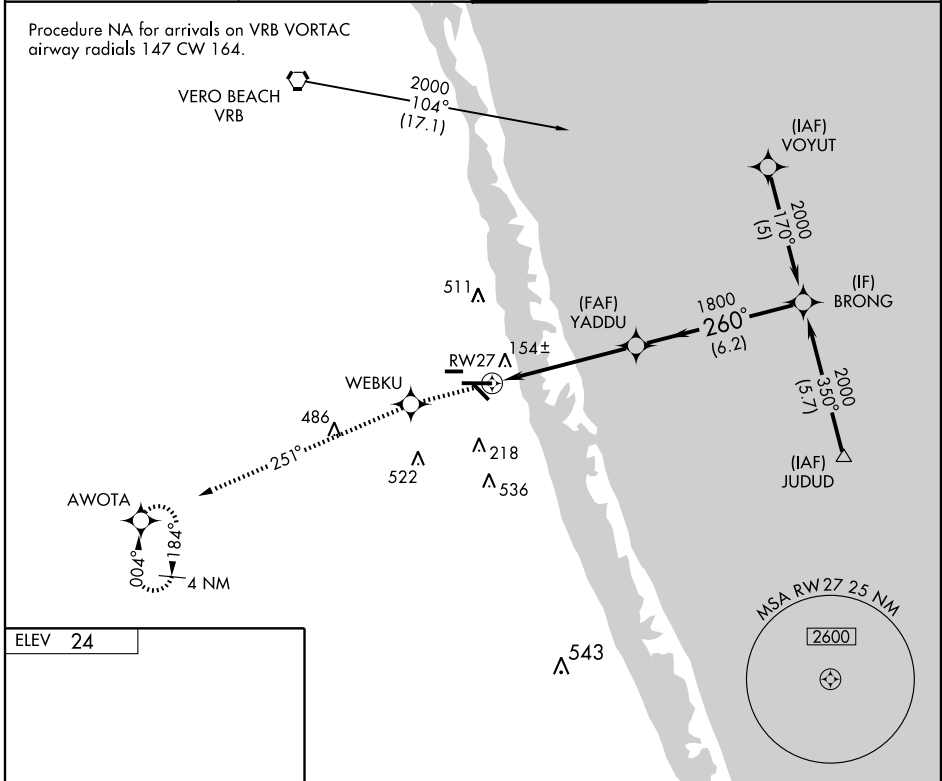 Procedure NA for arrivals on VRB VORTAC
airway radials 147 CW 164.
VERO BEACH
VRB
2000
104°
(17.1)
(IAF)
VOYUT
2000
170°
(5)
(IF)
BRONG
(FAF)
YADDU
1800
260°
(6.2)
511
154±
RW27
WEBKU
2000
350°
(5.7)
(IAF)
JUDUD
486
251°
522
218
536
AWOTA
004°
184°
4 NM
MSA RW27 25 NM
2600
ELEV 24
543